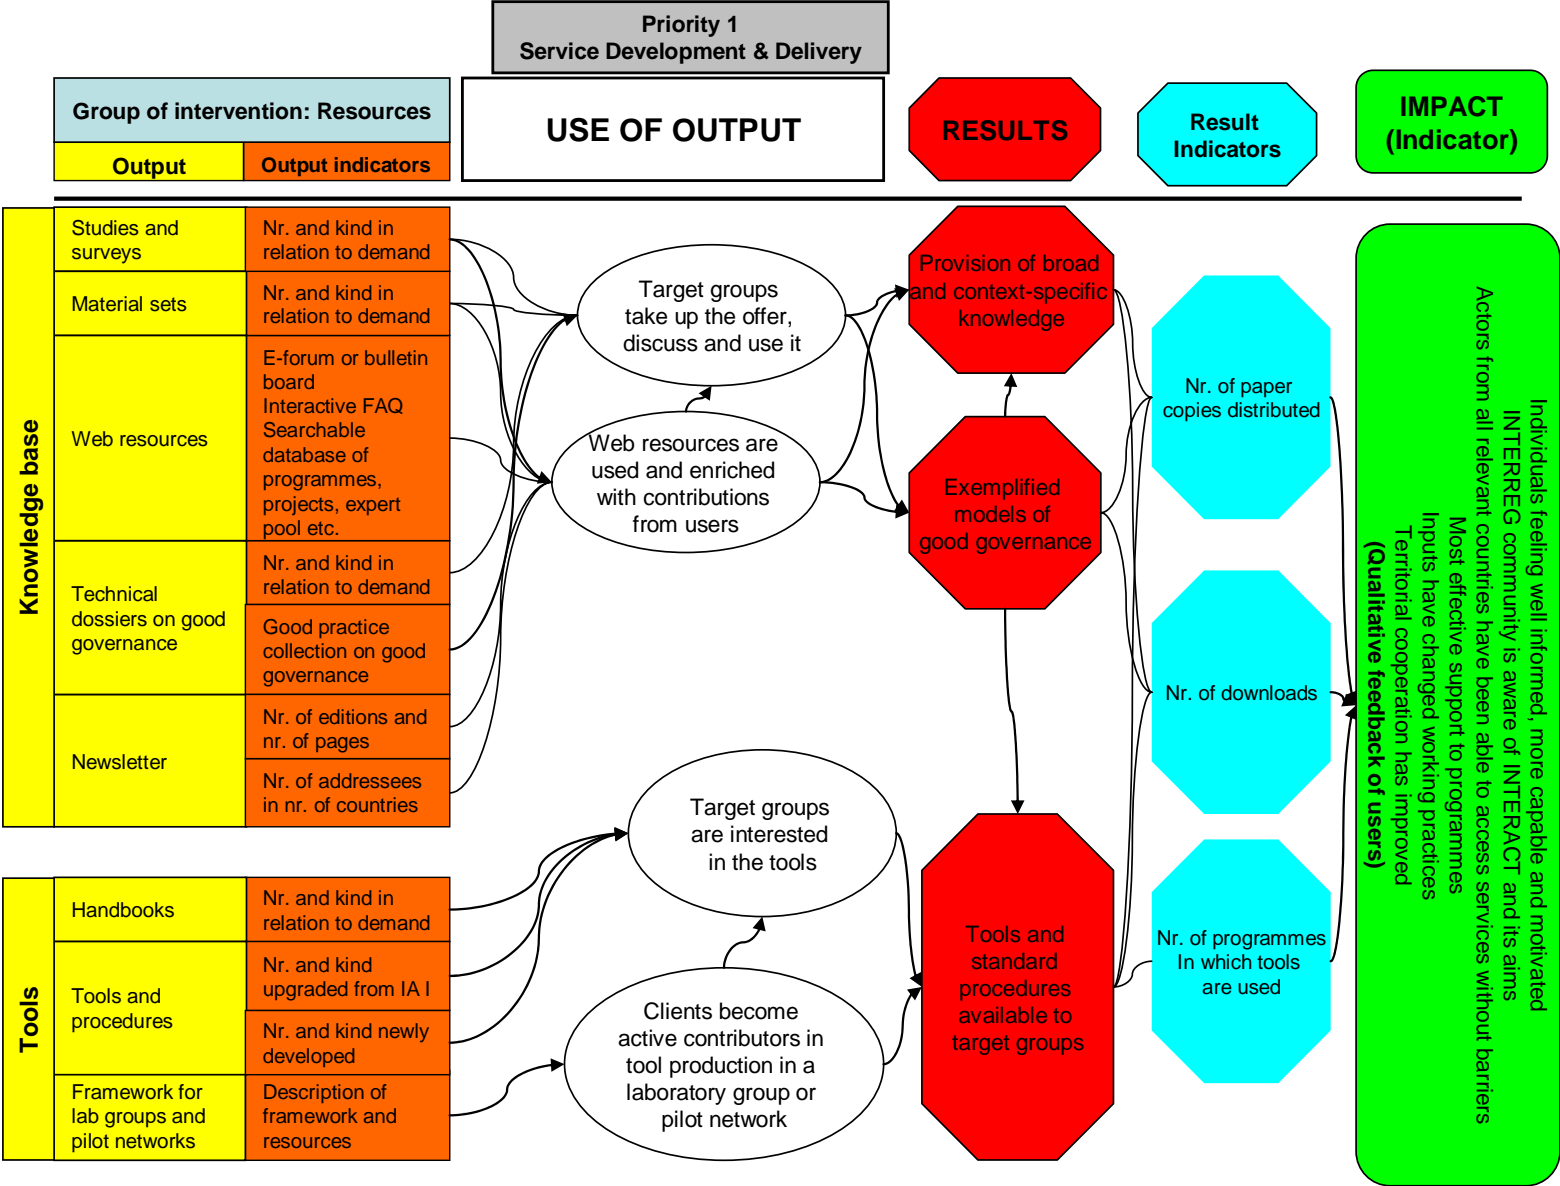 Priority 1
Service Development & Delivery
Group of intervention: Resources
Output
Output indicators
USE OF OUTPUT
RESULTS
Result
Indicators
IMPACT
(Indicator)
Knowledge base
Studies and
surveys
Nr. and kind in
relation to demand
Material sets
Nr. and kind in
relation to demand
Web resources
E-forum or bulletin
board
Interactive FAQ
Searchable
database of
programmes,
projects, expert
pool etc.
Technical
dossiers on good
governance
Nr. and kind in
relation to demand
Good practice
collection on good
governance
Newsletter
Nr. of editions and
nr. of pages
Nr. of addressees
in nr. of countries
Tools
Handbooks
Nr. and kind in
relation to demand
Tools and
procedures
Nr. and kind
upgraded from IA I
Nr. and kind newly
developed
Framework for
lab groups and
pilot networks
Description of
framework and
resources
Target groups
take up the offer,
discuss and use it
Web resources are
used and enriched
with contributions
from users
Target groups
are interested
in the tools
Clients become
active contributors in
tool production in a
laboratory group or
pilot network
Provision of broad
and context-specific
knowledge
Exemplified
models of
good governance
Tools and
standard
procedures
available to
target groups
Nr. of paper
copies distributed
Nr. of downloads
Nr. of programmes
In which tools
are used
Individuals feeling well informed, more capable and motivated
INTERREG community is aware of INTERACT and its aims
Actors from all relevant countries have been able to access services without barriers
Most effective support to programmes
Inputs have changed working practices
Territorial cooperation has improved
(Qualitative feedback of users)